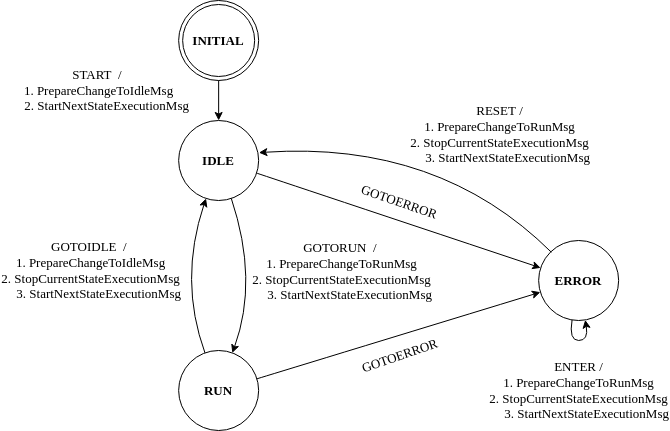 INITIAL
START /
1. PrepareChangeToIdleMsg
2. StartNextStateExecutionMsg
RESET /
1. PrepareChangeToRunMsg
2. StopCurrentStateExecutionMsg
3. StartNextStateExecutionMsg
IDLE
GOTOERROR
GOTOIDLE /
1. PrepareChangeToIdleMsg
2. StopCurrentStateExecutionMsg
3. StartNextStateExecutionMsg
GOTORUN /
1. PrepareChangeToRunMsg
2. StopCurrentStateExecutionMsg
3. StartNextStateExecutionMsg
ERROR
GOTOERROR
RUN
ENTER /
1. PrepareChangeToRunMsg
2. StopCurrentStateExecutionMsg
3. StartNextStateExecutionMsg